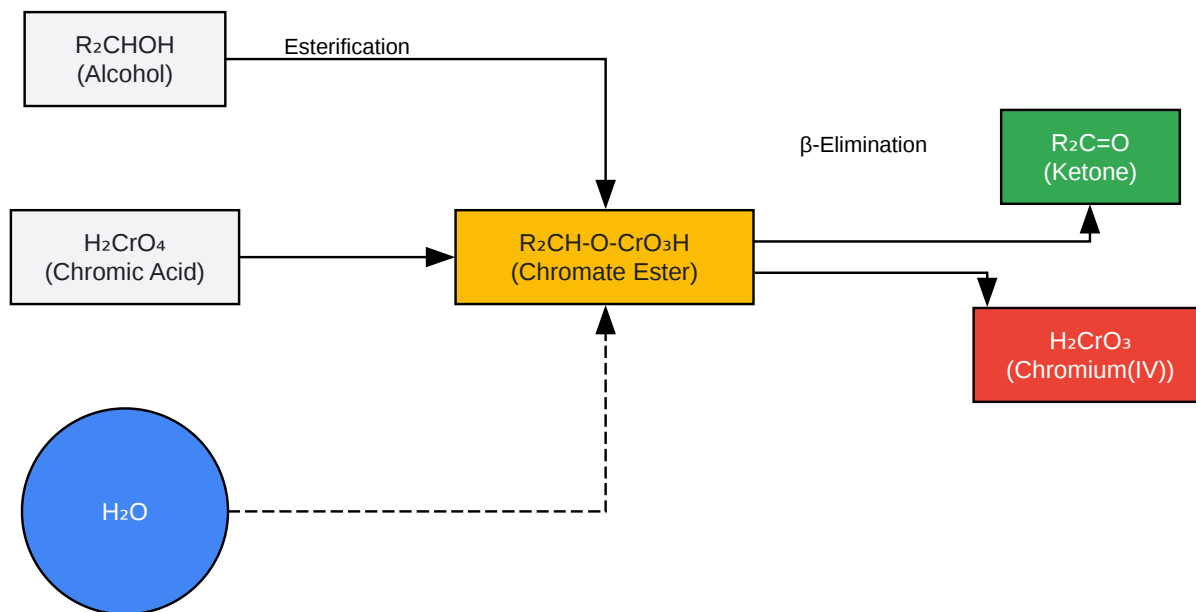 R₂CHOH
(Alcohol)
Esterification
β-Elimination
R₂C=O
(Ketone)
H₂CrO₄
(Chromic Acid)
R₂CH-O-CrO₃H
(Chromate Ester)
H₂CrO₃
(Chromium(IV))
H₂O